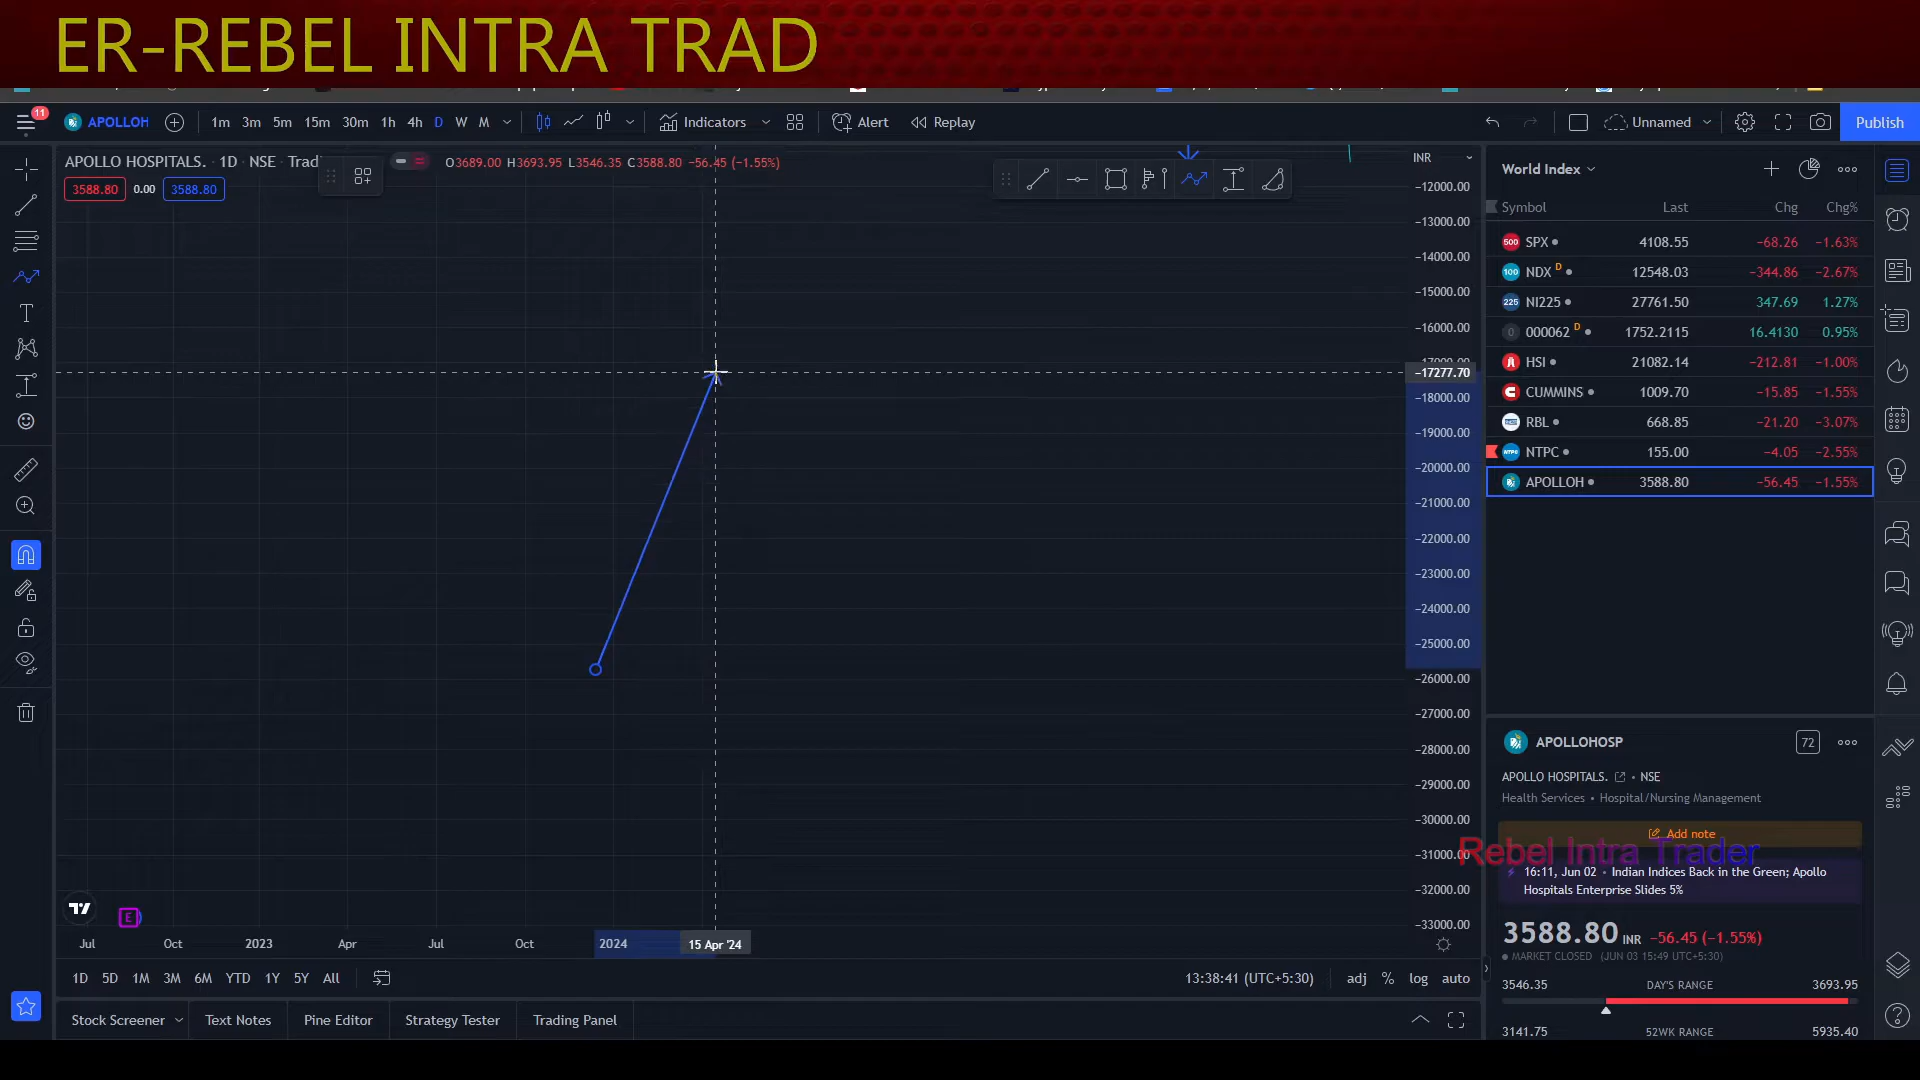 ER-REBEL INTRA TRAD
11
APOLLOH
1m 3m 5m 15m 30m 1h 4h D W M
Indicators
Alert
Replay
Unnamed
Publish
APOLLO HOSPITALS. · 1D · NSE
O3689.00 H3693.95 L3546.35 C3588.80 -56.45 (-1.55%)
3588.80 0.00 3588.80
INR
-12000.00
-13000.00
-14000.00
-15000.00
-16000.00
-17277.70
-18000.00
-19000.00
-20000.00
-21000.00
-22000.00
-23000.00
-24000.00
-25000.00
-26000.00
-27000.00
-28000.00
-29000.00
-30000.00
-31000.00
-32000.00
-33000.00
E
Jul Oct 2023 Apr Jul Oct 2024 15 Apr '24
1D 5D 1M 3M 6M YTD 1Y 5Y All
13:38:41 (UTC+5:30)
adj % log auto
Stock Screener Text Notes Pine Editor Strategy Tester Trading Panel
World Index
Symbol Last Chg Chg%
500 SPX 4108.55 -68.26 -1.63%
100 NDX D 12548.03 -344.86 -2.67%
225 NI225 27761.50 347.69 1.27%
0 000062 D 1752.2115 16.4130 0.95%
HSI 21082.14 -212.81 -1.00%
CUMMINS 1009.70 -15.85 -1.55%
RBL 668.85 -21.20 -3.07%
NTPC 155.00 -4.05 -2.55%
APOLLOH 3588.80 -56.45 -1.55%
APOLLOHOSP
72
APOLLO HOSPITALS. • NSE
Health Services • Hospital/Nursing Management
Add note
Rebel Intra Trader
16:11, Jun 02 • Indian Indices Back in the Green; Apollo
Hospitals Enterprise Slides 5%
3588.80 INR -56.45 (-1.55%)
MARKET CLOSED (JUN 03 15:49 UTC+5:30)
3546.35 DAY'S RANGE 3693.95
3141.75 52WK RANGE 5935.40